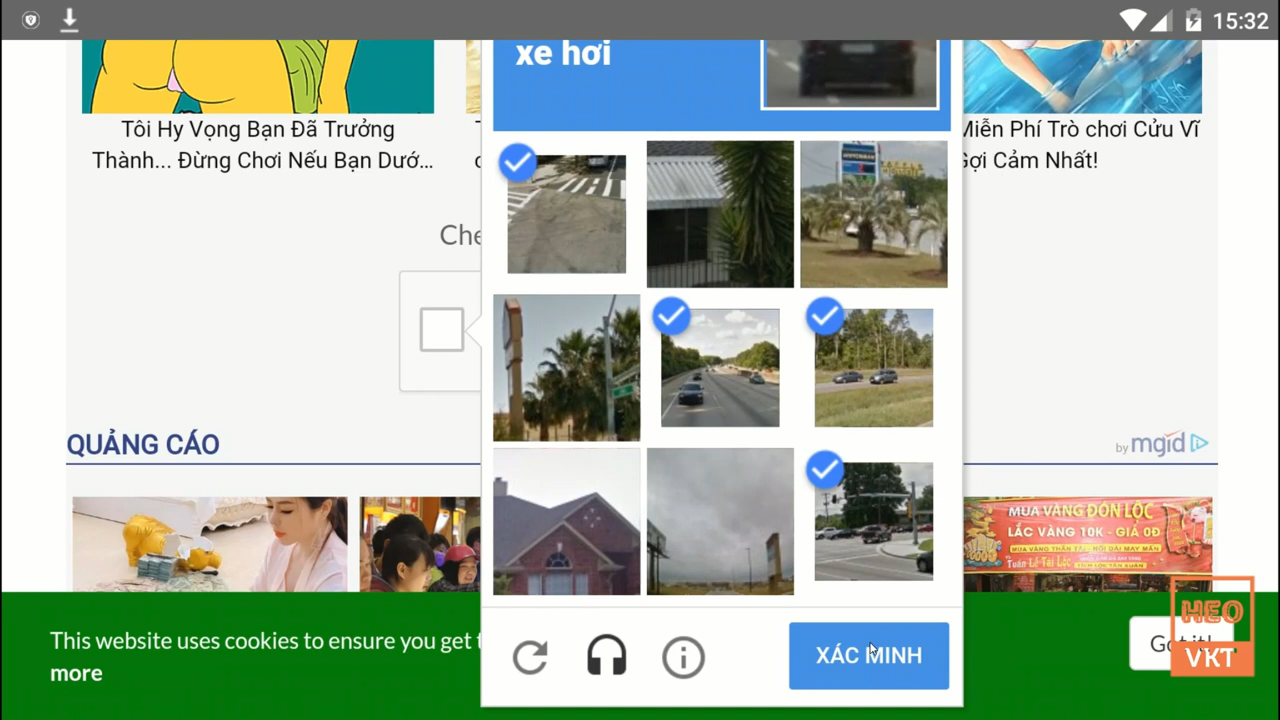 15:32
xe hơi
Tôi Hy Vọng Bạn Đã Trưởng
Thành... Đừng Chơi Nếu Bạn Dướ...
Miễn Phí Trò chơi Cửu Vĩ
Gợi Cảm Nhất!
Che
QUẢNG CÁO
by mgid
MUA VÀNG ĐÓN LỘC
LẮC VÀNG 10K - GIÁ 0Đ
XÁC MINH
This website uses cookies to ensure you get t
more
Got it!
HEO
VKT